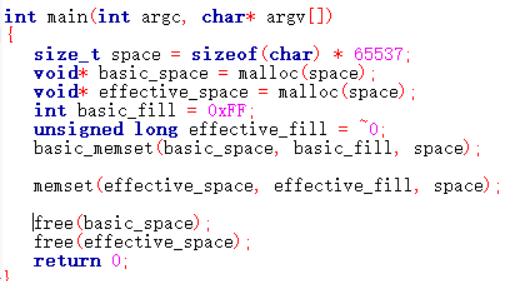 int main(int argc, char* argv[])
{
size_t space = sizeof(char) * 65537;
void* basic_space = malloc(space);
void* effective_space = malloc(space);
int basic_fill = 0xFF;
unsigned long effective_fill = ~0;
basic_memset(basic_space, basic_fill, space);
memset(effective_space, effective_fill, space);
free(basic_space);
free(effective_space);
return 0;
}